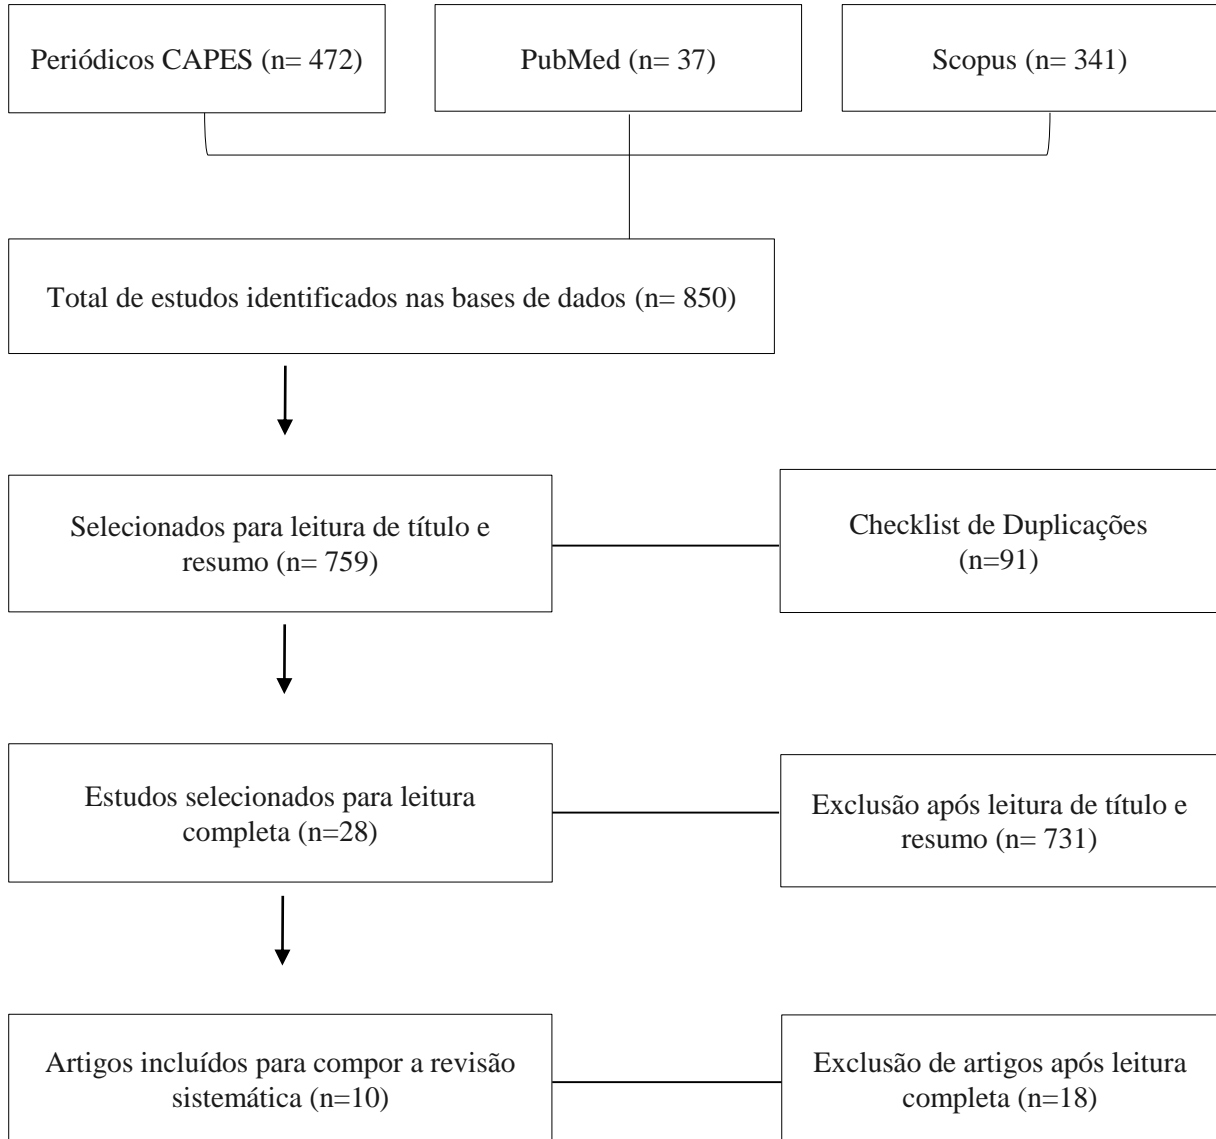 Periódicos CAPES (n= 472)
PubMed (n= 37)
Scopus (n= 341)
Total de estudos identificados nas bases de dados (n= 850)
Selecionados para leitura de título e
resumo (n= 759)
Checklist de Duplicações
(n=91)
Estudos selecionados para leitura
completa (n=28)
Exclusão após leitura de título e
resumo (n= 731)
Artigos incluídos para compor a revisão
sistemática (n=10)
Exclusão de artigos após leitura
completa (n=18)